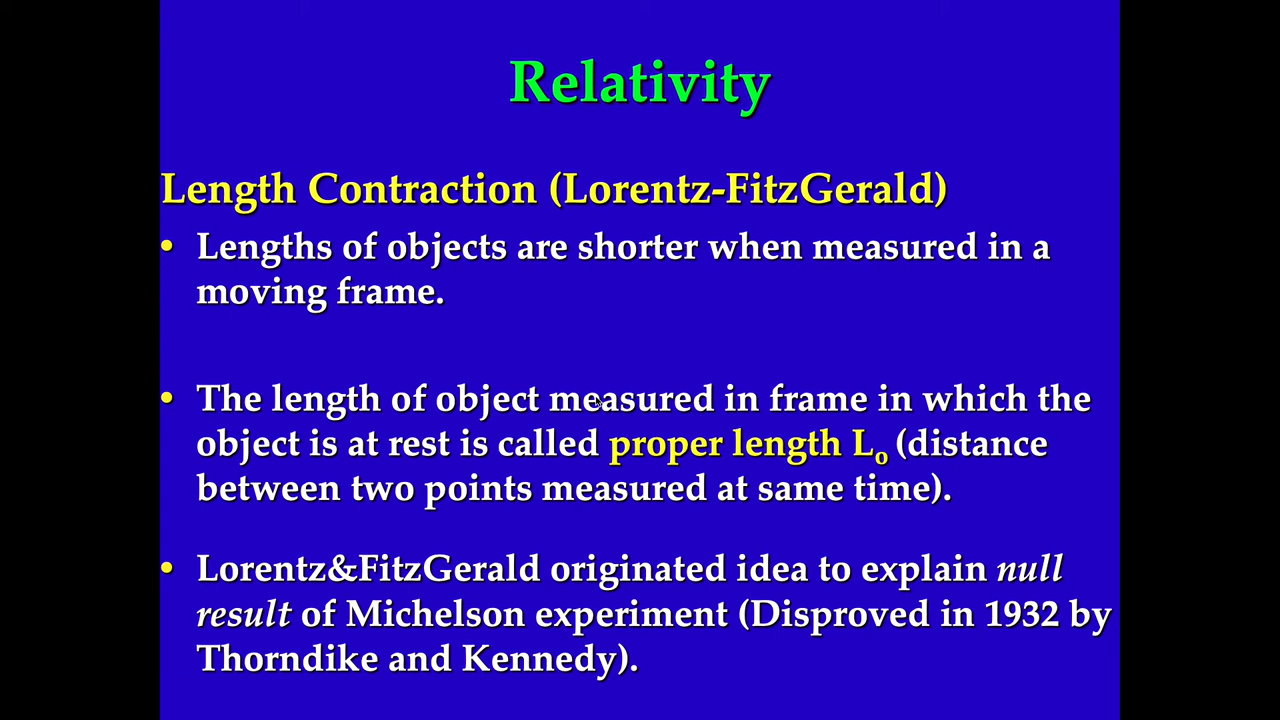 Relativity
Length Contraction (Lorentz-FitzGerald)
• Lengths of objects are shorter when measured in a
moving frame.
• The length of object measured in frame in which the
object is at rest is called proper length Lo (distance
between two points measured at same time).
• Lorentz&FitzGerald originated idea to explain null
result of Michelson experiment (Disproved in 1932 by
Thorndike and Kennedy).